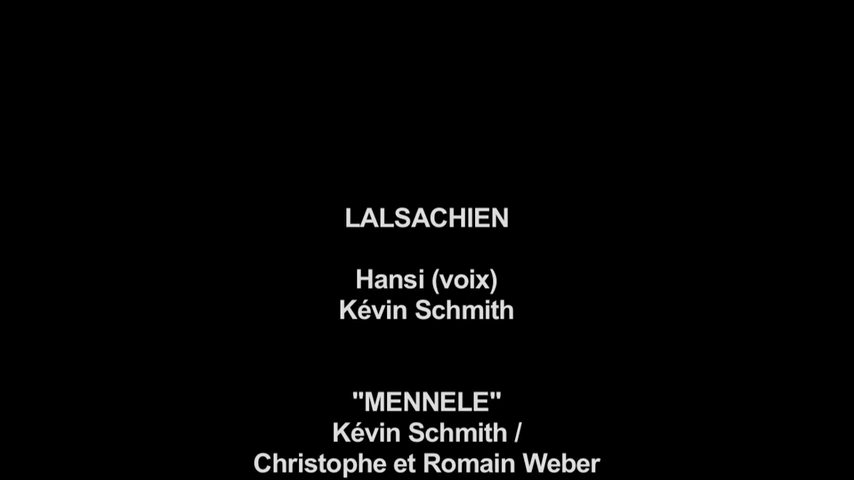 LALSACHIEN
Hansi (voix)
Kévin Schmith
"MENNELE"
Kévin Schmith /
Christophe et Romain Weber